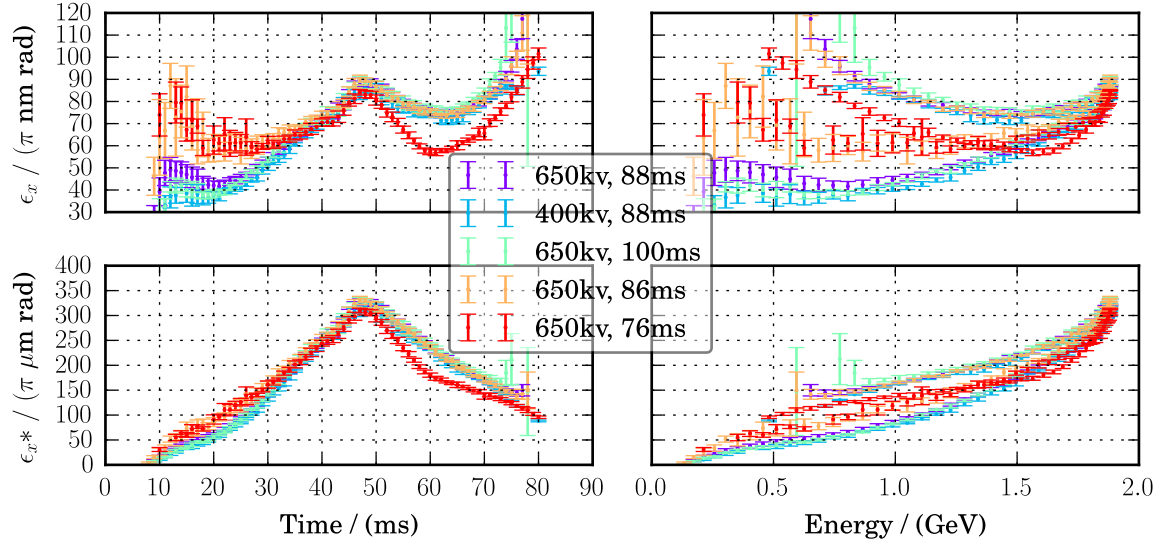 120
110
100
90
80
70
60
50
40
30
ϵx / (π nm rad)
650kv, 88ms
400kv, 88ms
650kv, 100ms
650kv, 86ms
650kv, 76ms
400
350
300
250
200
150
100
50
0
ϵx* / (π μm rad)
0 10 20 30 40 50 60 70 80 90
0.0 0.5 1.0 1.5 2.0
Time / (ms)
Energy / (GeV)